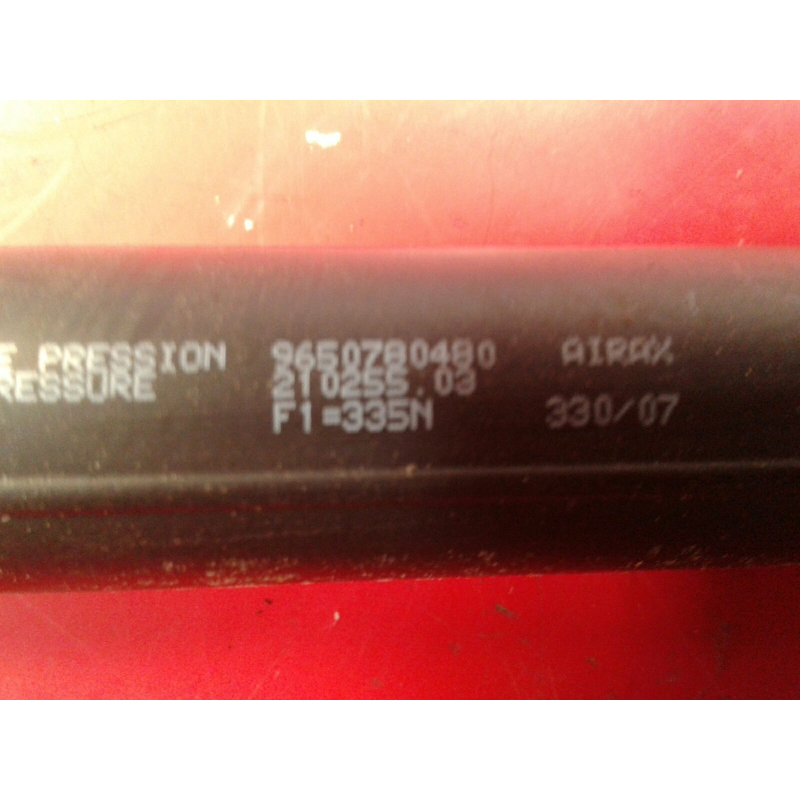 E PRESSION 9650780480 AIRAX
RESSURE 210255.03
F1=335N 330/07